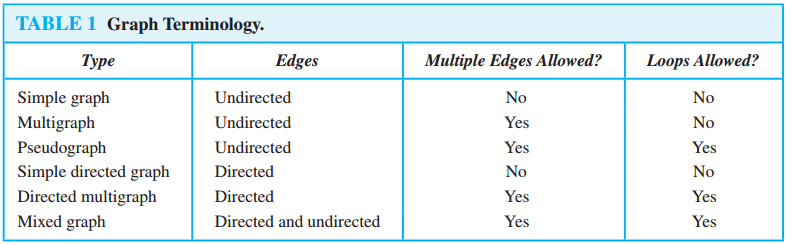 TABLE 1 Graph Terminology.
Type Edges Multiple Edges Allowed? Loops Allowed?
Simple graph Undirected No No
Multigraph Undirected Yes No
Pseudograph Undirected Yes Yes
Simple directed graph Directed No No
Directed multigraph Directed Yes Yes
Mixed graph Directed and undirected Yes Yes